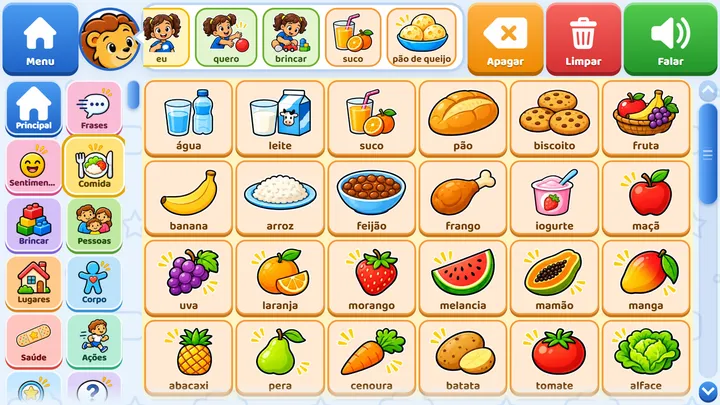 Menu
eu
quero
brincar
suco
pão de queijo
Apagar
Limpar
Falar
Principal
Frases
Sentimen...
Comida
Brincar
Pessoas
Lugares
Corpo
Saúde
Ações
água
leite
suco
pão
biscoito
fruta
banana
arroz
feijão
frango
iogurte
maçã
uva
laranja
morango
melancia
mamão
manga
abacaxi
pera
cenoura
batata
tomate
alface